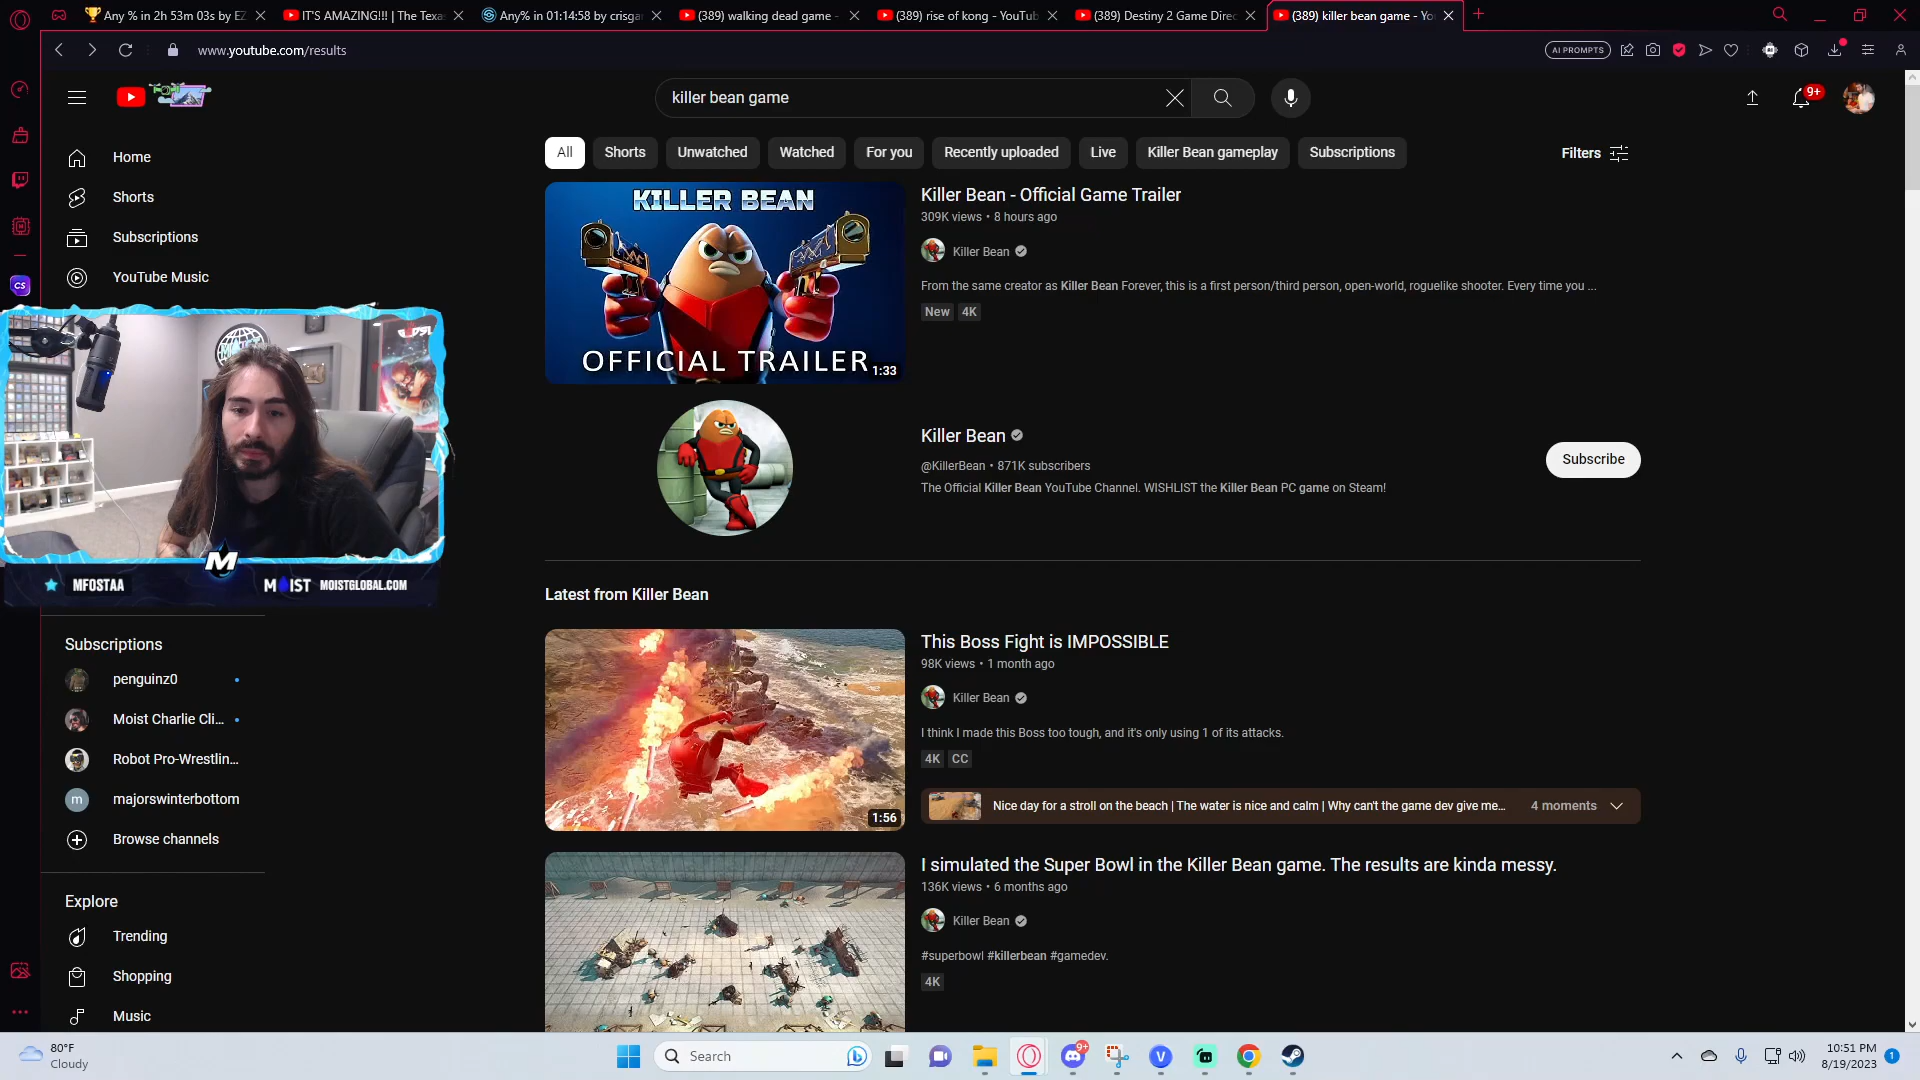 Any % in 2h 53m 03s by EZ
IT'S AMAZING!!! | The Texa
Any% in 01:14:58 by crisgar
(389) walking dead game -
(389) rise of kong - YouTub
(389) Destiny 2 Game Direc
(389) killer bean game - Yo
www.youtube.com/results
AI PROMPTS
killer bean game
9+
All
Shorts
Unwatched
Watched
For you
Recently uploaded
Live
Killer Bean gameplay
Subscriptions
Filters
Home
Shorts
Subscriptions
YouTube Music
CS
KILLER BEAN
OFFICIAL TRAILER
1:33
Killer Bean - Official Game Trailer
309K views • 8 hours ago
Killer Bean
From the same creator as Killer Bean Forever, this is a first person/third person, open-world, roguelike shooter. Every time you ...
New
4K
Killer Bean
@KillerBean • 871K subscribers
The Official Killer Bean YouTube Channel. WISHLIST the Killer Bean PC game on Steam!
Subscribe
M
MFOSTAA
MOIST
MOISTGLOBAL.COM
Latest from Killer Bean
Subscriptions
penguinz0
Moist Charlie Cli...
Robot Pro-Wrestlin...
m
majorswinterbottom
Browse channels
Explore
Trending
Shopping
Music
1:56
This Boss Fight is IMPOSSIBLE
98K views • 1 month ago
Killer Bean
I think I made this Boss too tough, and it's only using 1 of its attacks.
4K
CC
Nice day for a stroll on the beach | The water is nice and calm | Why can't the game dev give me...
4 moments
I simulated the Super Bowl in the Killer Bean game. The results are kinda messy.
136K views • 6 months ago
Killer Bean
#superbowl #killerbean #gamedev.
4K
80°F
Cloudy
Search
9+
V
10:51 PM
8/19/2023
1